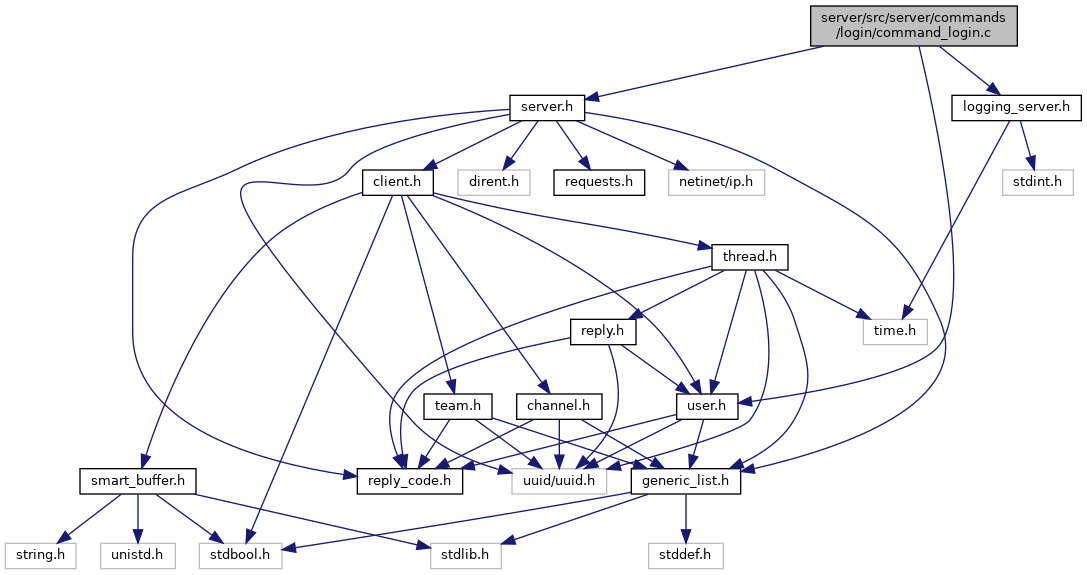 server/src/server/commands
/login/command_login.c
server.h
logging_server.h
client.h
dirent.h
requests.h
netinet/ip.h
stdint.h
thread.h
reply.h
time.h
team.h
channel.h
user.h
smart_buffer.h
reply_code.h
uuid/uuid.h
generic_list.h
string.h
unistd.h
stdbool.h
stdlib.h
stddef.h